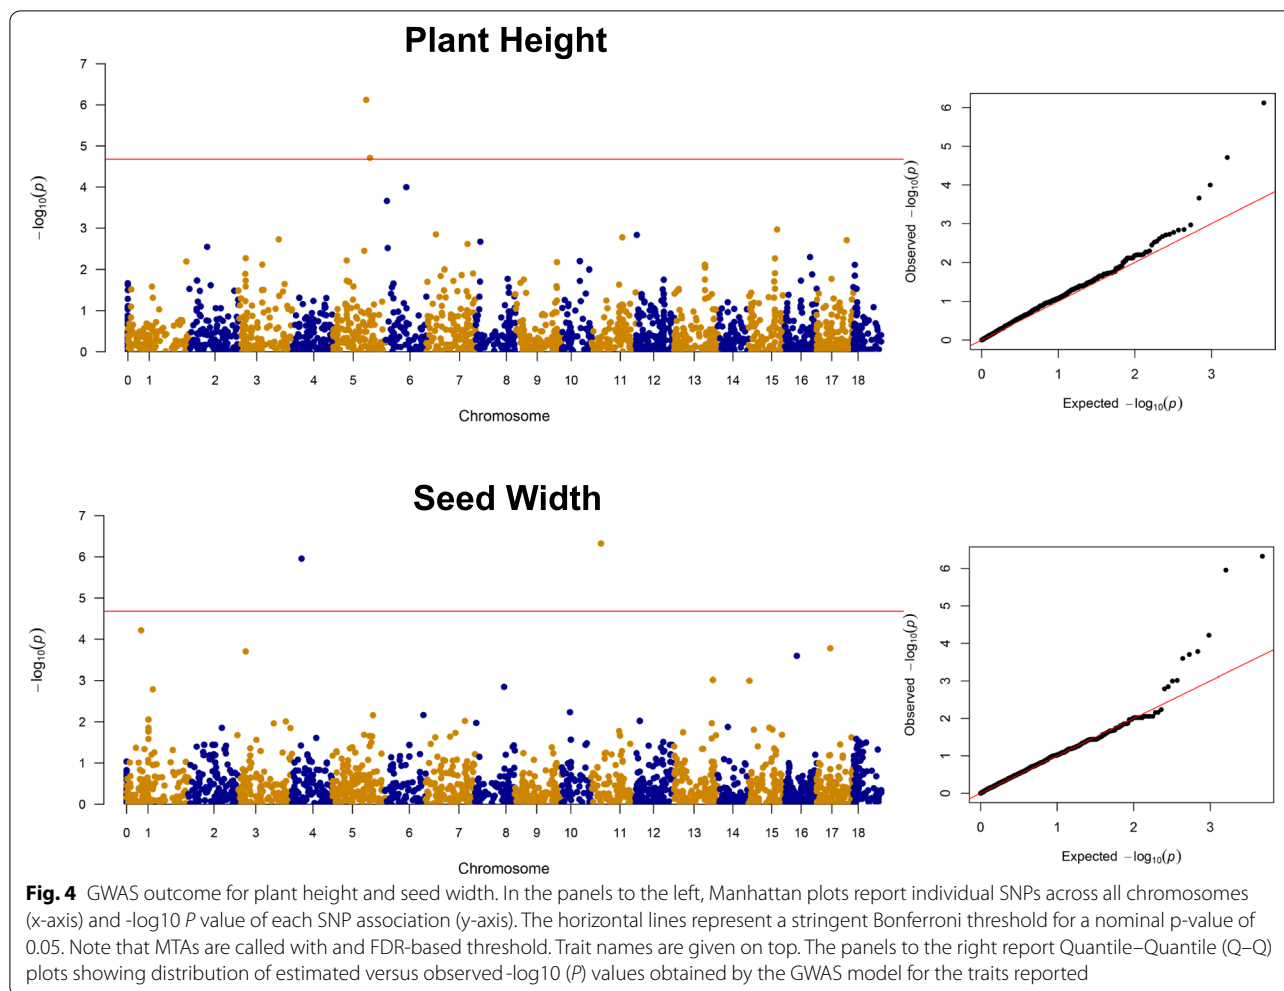 Plant Height
7
6
5
4
3
2
1
0
−log10(p)
0 1 2 3 4 5 6 7 8 9 10 11 12 13 14 15 16 17 18
Chromosome
6
5
4
3
2
1
0
Observed −log10(p)
0 1 2 3
Expected −log10(p)
Seed Width
7
6
5
4
3
2
1
0
−log10(p)
0 1 2 3 4 5 6 7 8 9 10 11 12 13 14 15 16 17 18
Chromosome
6
5
4
3
2
1
0
Observed −log10(p)
0 1 2 3
Expected −log10(p)
Fig. 4 GWAS outcome for plant height and seed width. In the panels to the left, Manhattan plots report individual SNPs across all chromosomes
(x-axis) and -log10 P value of each SNP association (y-axis). The horizontal lines represent a stringent Bonferroni threshold for a nominal p-value of
0.05. Note that MTAs are called with and FDR-based threshold. Trait names are given on top. The panels to the right report Quantile–Quantile (Q–Q)
plots showing distribution of estimated versus observed -log10 (P) values obtained by the GWAS model for the traits reported